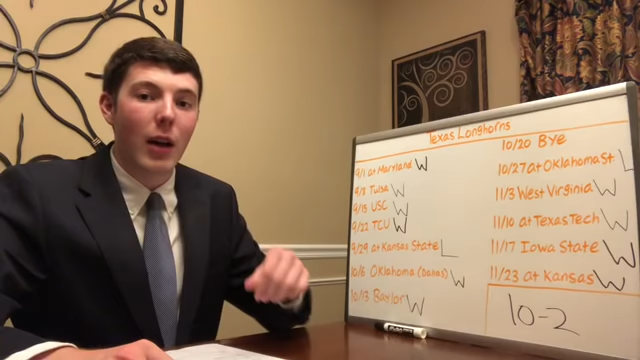 Texas Longhorns
9/1 at Maryland W
9/8 Tulsa W
9/15 USC W
9/22 TCU W
9/29 at Kansas State L
10/6 Oklahoma (Dallas) W
10/13 Baylor W
10/20 Bye
10/27 at Oklahoma St. L
11/3 West Virginia W
11/10 at Texas Tech W
11/17 Iowa State W
11/23 at Kansas W
10-2